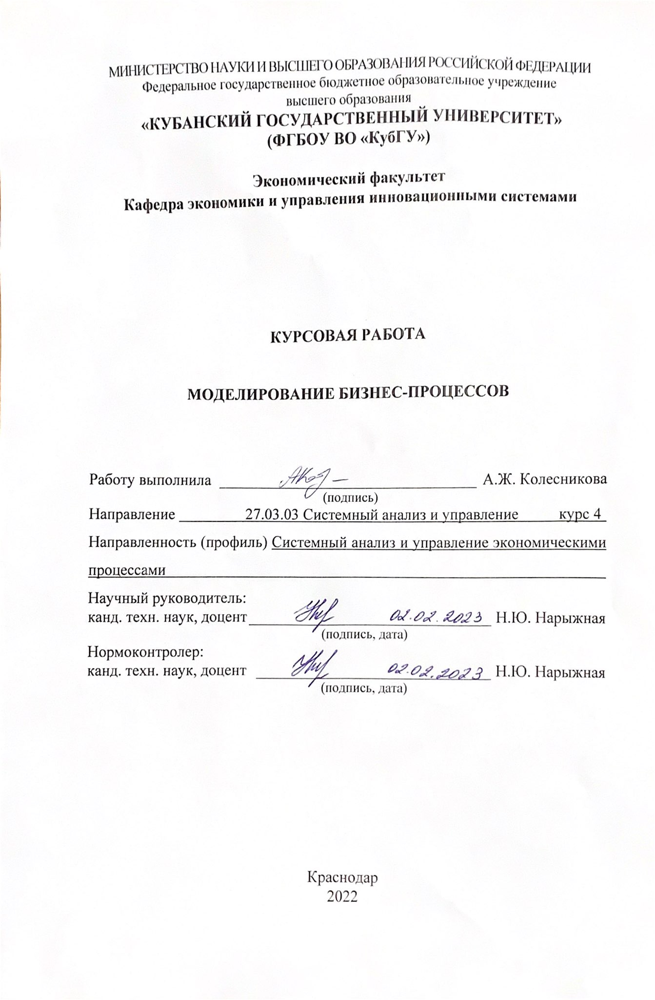 МИНИСТЕРСТВО НАУКИ И ВЫСШЕГО ОБРАЗОВАНИЯ РОССИЙСКОЙ ФЕДЕРАЦИИ
Федеральное государственное бюджетное образовательное учреждение
высшего образования
«КУБАНСКИЙ ГОСУДАРСТВЕННЫЙ УНИВЕРСИТЕТ»
(ФГБОУ ВО «КубГУ»)
Экономический факультет
Кафедра экономики и управления инновационными системами
КУРСОВАЯ РАБОТА
МОДЕЛИРОВАНИЕ БИЗНЕС-ПРОЦЕССОВ
Работу выполнила А.Ж. Колесникова
(подпись)
Направление 27.03.03 Системный анализ и управление курс 4
Направленность (профиль) Системный анализ и управление экономическими
процессами
Научный руководитель:
канд. техн. наук, доцент 02.02.2023 Н.Ю. Нарыжная
(подпись, дата)
Нормоконтролер:
канд. техн. наук, доцент 02.02.2023 Н.Ю. Нарыжная
(подпись, дата)
Краснодар
2022